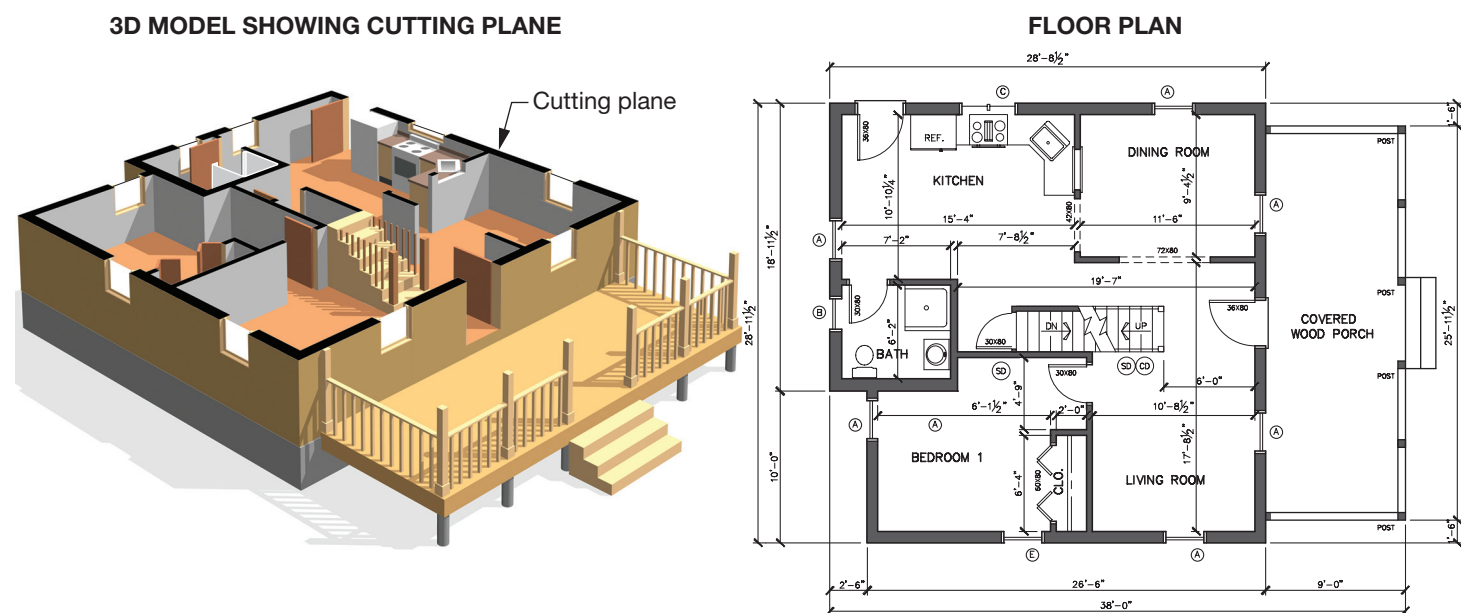 3D MODEL SHOWING CUTTING PLANE
Cutting plane
FLOOR PLAN
28'-8½"
C
A
1'-6"
36X80
REF.
POST
DINING ROOM
KITCHEN
10'-10¼"
9'-4½"
A
42X80
15'-4"
11'-6"
A
7'-2"
7'-8½"
72X80
18'-11½"
28'-11½"
19'-7"
30X80
B
36X80
POST
6'-2"
DN
UP
COVERED
WOOD PORCH
25'-11½"
BATH
30X80
SD
30X80
SD
CD
POST
6'-0"
4'-9"
6'-1½"
2'-0"
10'-8½"
A
A
A
17'-8½"
BEDROOM 1
6'-4"
60X80
CLO.
LIVING ROOM
10'-0"
POST
1'-6"
E
A
2'-6"
26'-6"
9'-0"
38'-0"